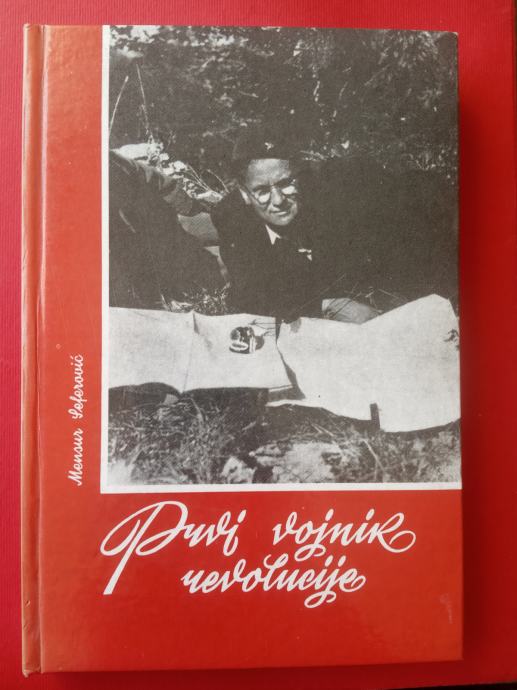 Mensur Seferović
Prvi vojnik
revolucije